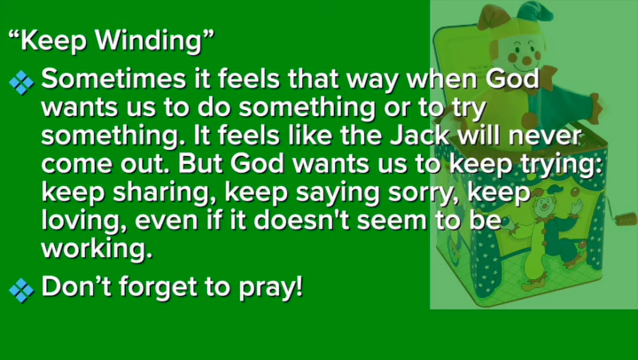 “Keep Winding”
Sometimes it feels that way when God
wants us to do something or to try
something. It feels like the Jack will never
come out. But God wants us to keep trying:
keep sharing, keep saying sorry, keep
loving, even if it doesn't seem to be
working.
Don’t forget to pray!